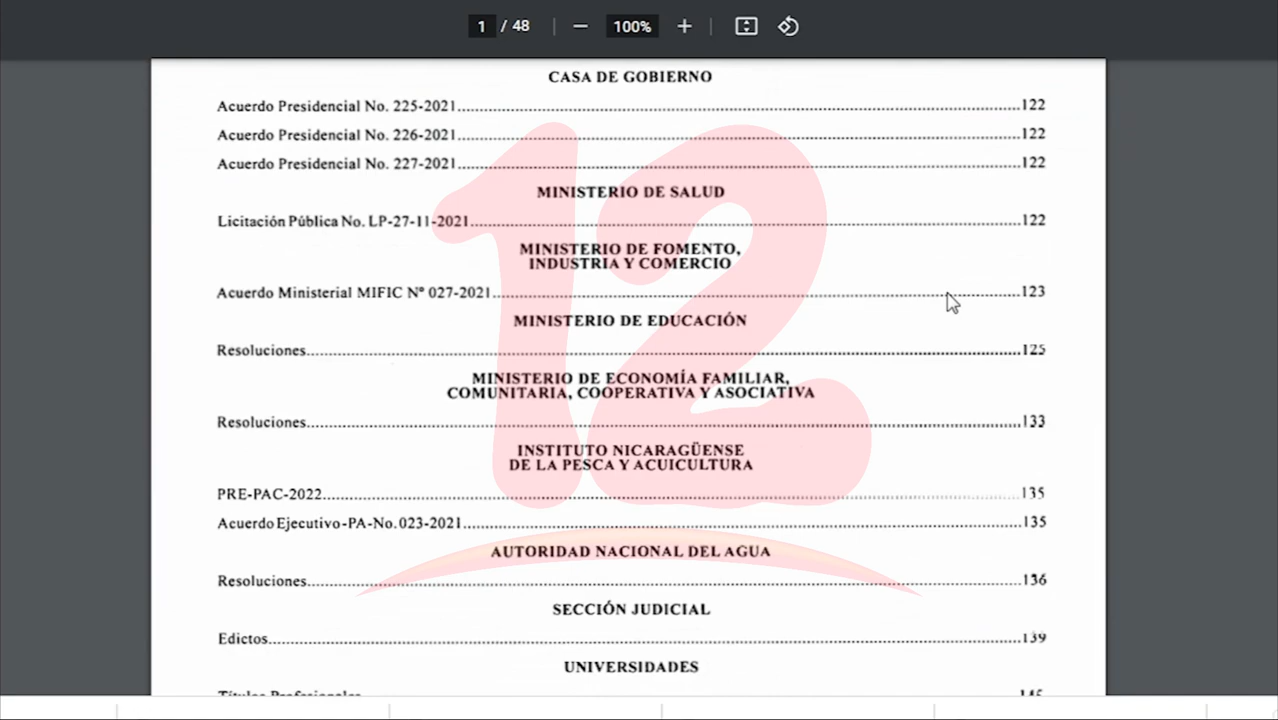 1 / 48 100%
CASA DE GOBIERNO
Acuerdo Presidencial No. 225-2021..........122
Acuerdo Presidencial No. 226-2021..........122
Acuerdo Presidencial No. 227-2021..........122
MINISTERIO DE SALUD
Licitación Pública No. LP-27-11-2021..........122
MINISTERIO DE FOMENTO,
INDUSTRIA Y COMERCIO
Acuerdo Ministerial MIFIC Nº 027-2021..........123
MINISTERIO DE EDUCACIÓN
Resoluciones..........125
MINISTERIO DE ECONOMÍA FAMILIAR,
COMUNITARIA, COOPERATIVA Y ASOCIATIVA
Resoluciones..........133
INSTITUTO NICARAGÜENSE
DE LA PESCA Y ACUICULTURA
PRE-PAC-2022..........135
Acuerdo Ejecutivo-PA-No. 023-2021..........135
AUTORIDAD NACIONAL DEL AGUA
Resoluciones..........136
SECCIÓN JUDICIAL
Edictos..........139
UNIVERSIDADES
Títulos Profesionales..........145
12